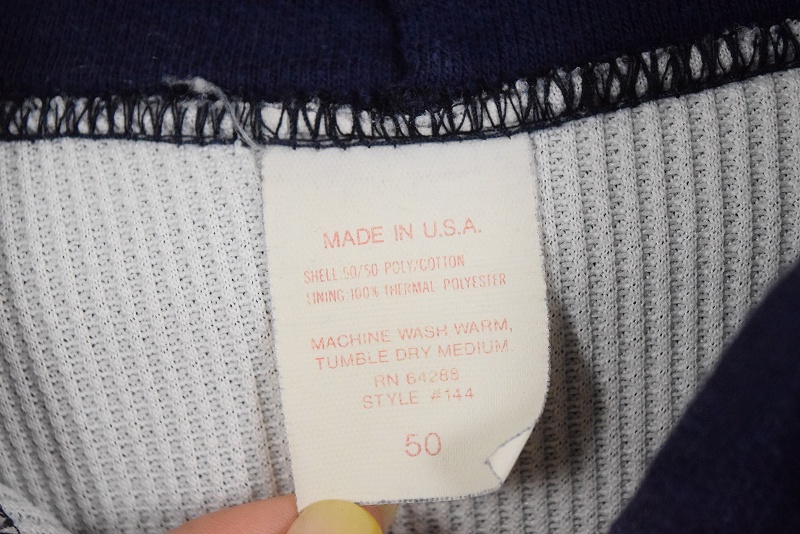 MADE IN U.S.A.
SHELL:50/50 POLY/COTTON
LINING:100% THERMAL POLYESTER
MACHINE WASH WARM,
TUMBLE DRY MEDIUM.
RN 64288
STYLE #144
50